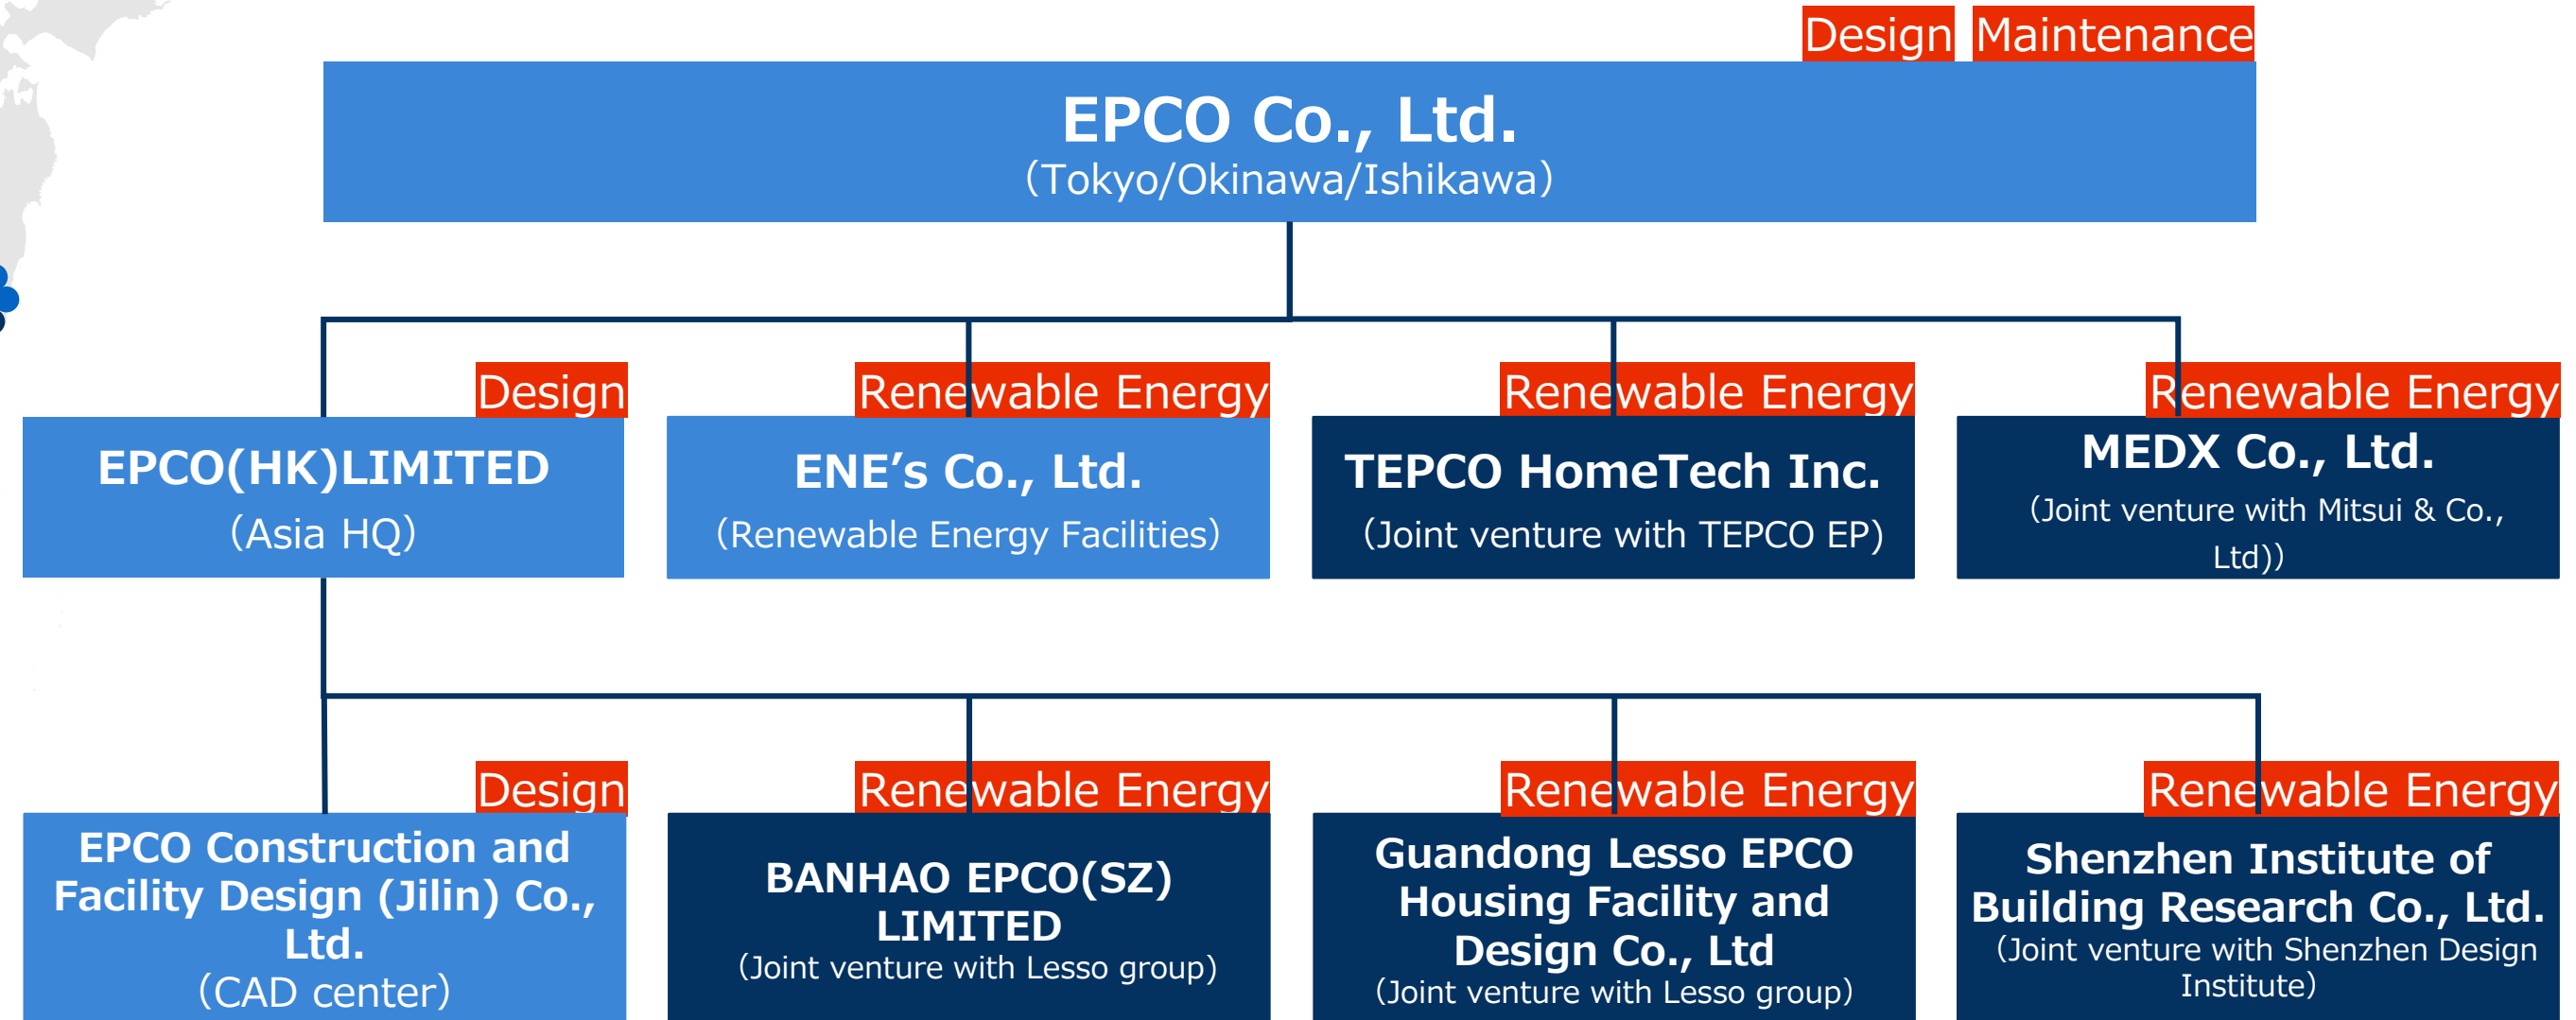 Design Maintenance
EPCO Co., Ltd.
(Tokyo/Okinawa/Ishikawa)
Design
EPCO(HK)LIMITED
(Asia HQ)
Renewable Energy
ENE’s Co., Ltd.
(Renewable Energy Facilities)
Renewable Energy
TEPCO HomeTech Inc.
(Joint venture with TEPCO EP)
Renewable Energy
MEDX Co., Ltd.
(Joint venture with Mitsui & Co.,
Ltd))
Design
EPCO Construction and
Facility Design (Jilin) Co.,
Ltd.
(CAD center)
Renewable Energy
BANHAO EPCO(SZ)
LIMITED
(Joint venture with Lesso group)
Renewable Energy
Guandong Lesso EPCO
Housing Facility and
Design Co., Ltd
(Joint venture with Lesso group)
Renewable Energy
Shenzhen Institute of
Building Research Co., Ltd.
(Joint venture with Shenzhen Design
Institute)